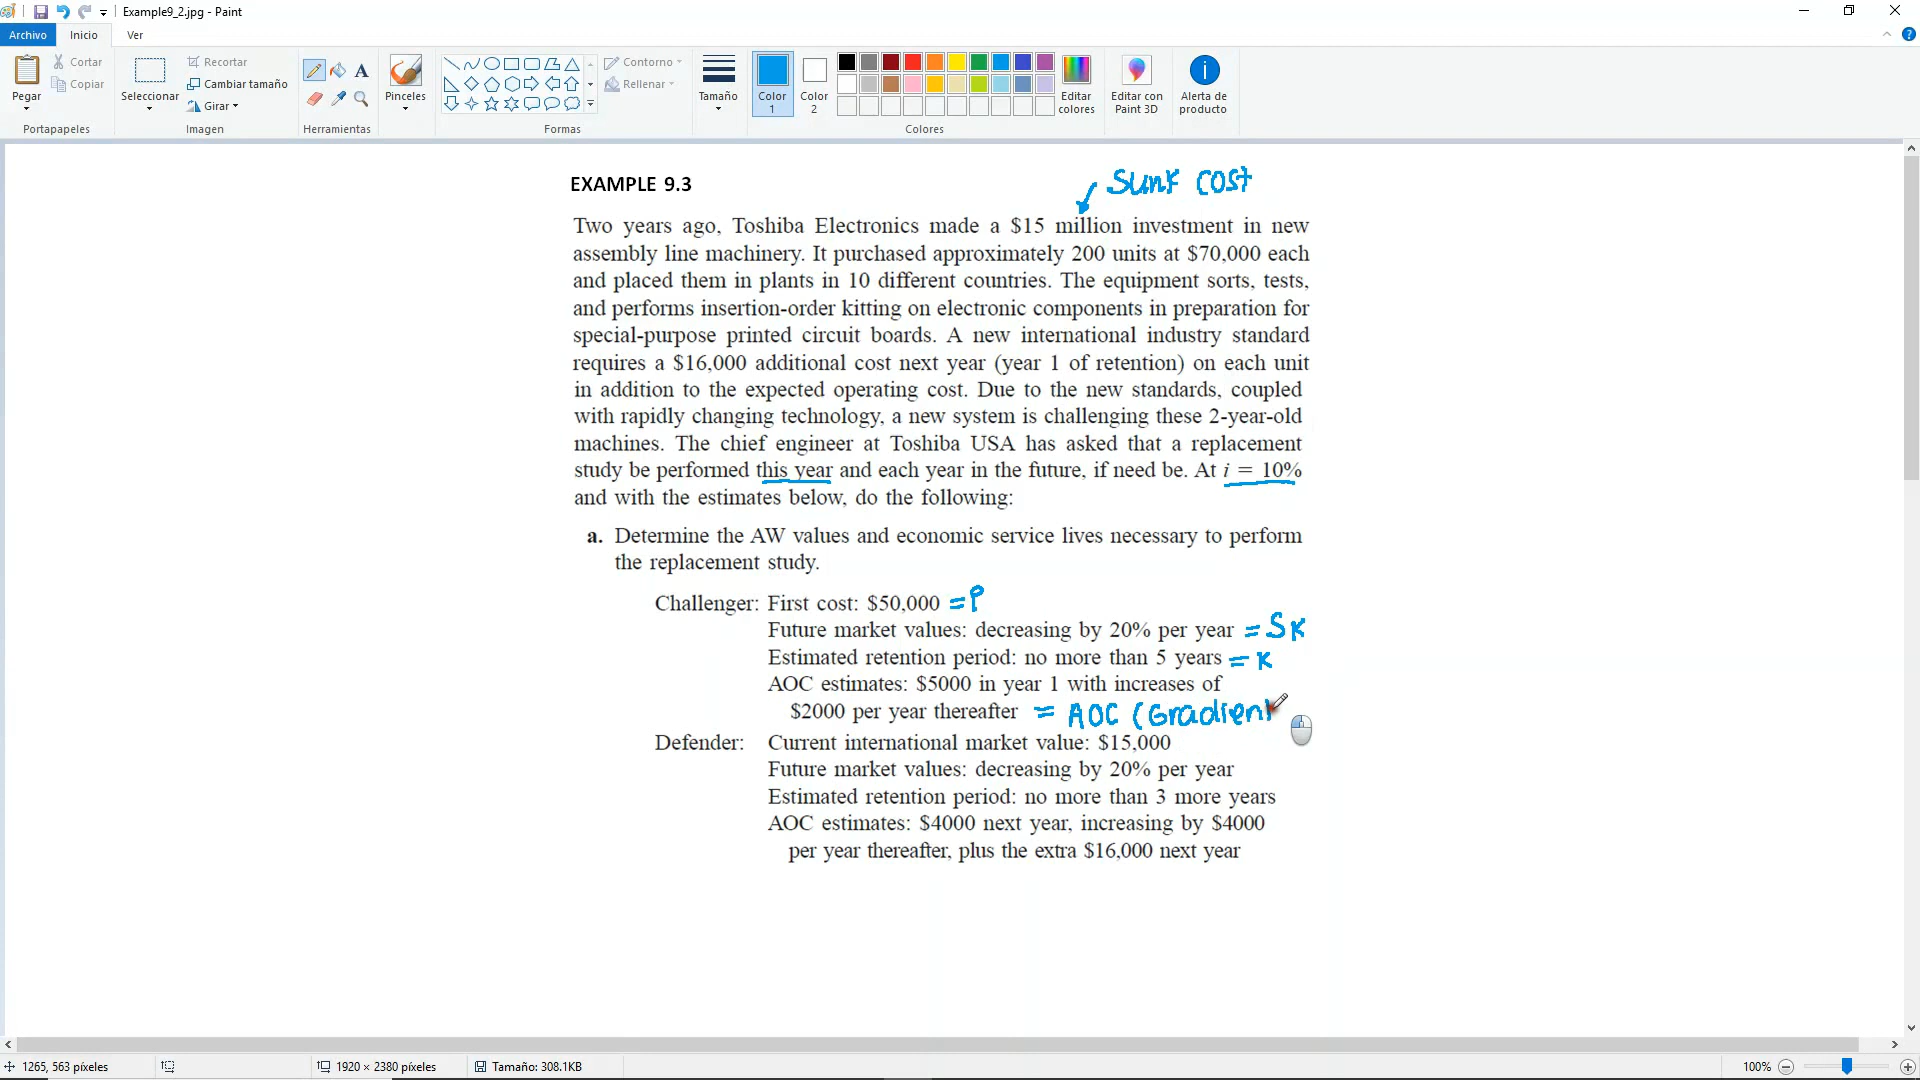 Example9_2.jpg - Paint
Archivo
Inicio
Ver
Pegar
Cortar
Copiar
Portapapeles
Seleccionar
Recortar
Cambiar tamaño
Girar
Imagen
A
Herramientas
Pinceles
Contorno
Rellenar
Formas
Tamaño
Color
1
Color
2
Editar
colores
Colores
Editar con
Paint 3D
Alerta de
producto
Sunk cost
EXAMPLE 9.3
Two years ago, Toshiba Electronics made a $15 million investment in new
assembly line machinery. It purchased approximately 200 units at $70,000 each
and placed them in plants in 10 different countries. The equipment sorts, tests,
and performs insertion-order kitting on electronic components in preparation for
special-purpose printed circuit boards. A new international industry standard
requires a $16,000 additional cost next year (year 1 of retention) on each unit
in addition to the expected operating cost. Due to the new standards, coupled
with rapidly changing technology, a new system is challenging these 2-year-old
machines. The chief engineer at Toshiba USA has asked that a replacement
study be performed this year and each year in the future, if need be. At i = 10%
and with the estimates below, do the following:
a. Determine the AW values and economic service lives necessary to perform
the replacement study.
Challenger: First cost: $50,000 = P
Future market values: decreasing by 20% per year = SK
Estimated retention period: no more than 5 years = K
AOC estimates: $5000 in year 1 with increases of
$2000 per year thereafter = AOC (Gradient
Defender: Current international market value: $15,000
Future market values: decreasing by 20% per year
Estimated retention period: no more than 3 more years
AOC estimates: $4000 next year, increasing by $4000
per year thereafter, plus the extra $16,000 next year
1265, 563 píxeles
1920 × 2380 píxeles
Tamaño: 308.1KB
100%